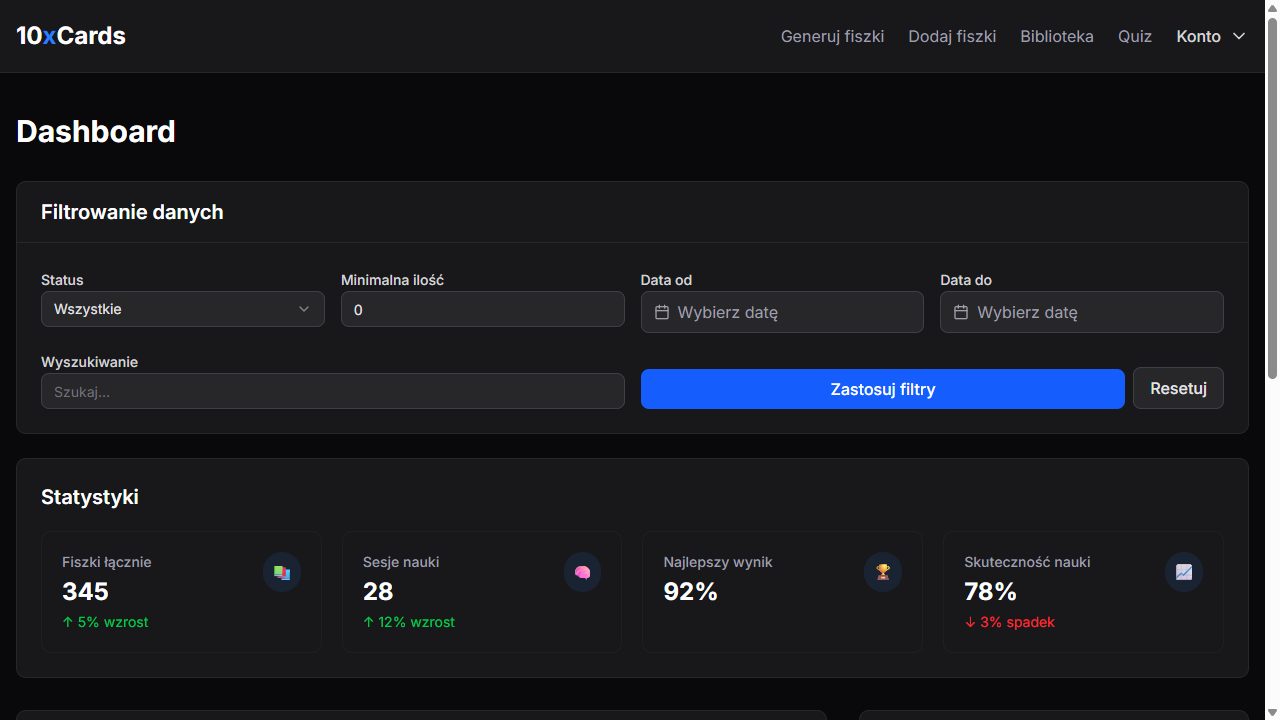 10xCards
Generuj fiszki
Dodaj fiszki
Biblioteka
Quiz
Konto
Dashboard
Filtrowanie danych
Status
Wszystkie
Minimalna ilość
0
Data od
Wybierz datę
Data do
Wybierz datę
Wyszukiwanie
Szukaj...
Zastosuj filtry
Resetuj
Statystyki
Fiszki łącznie
345
↑ 5% wzrost
Sesje nauki
28
↑ 12% wzrost
Najlepszy wynik
92%
Skuteczność nauki
78%
↓ 3% spadek